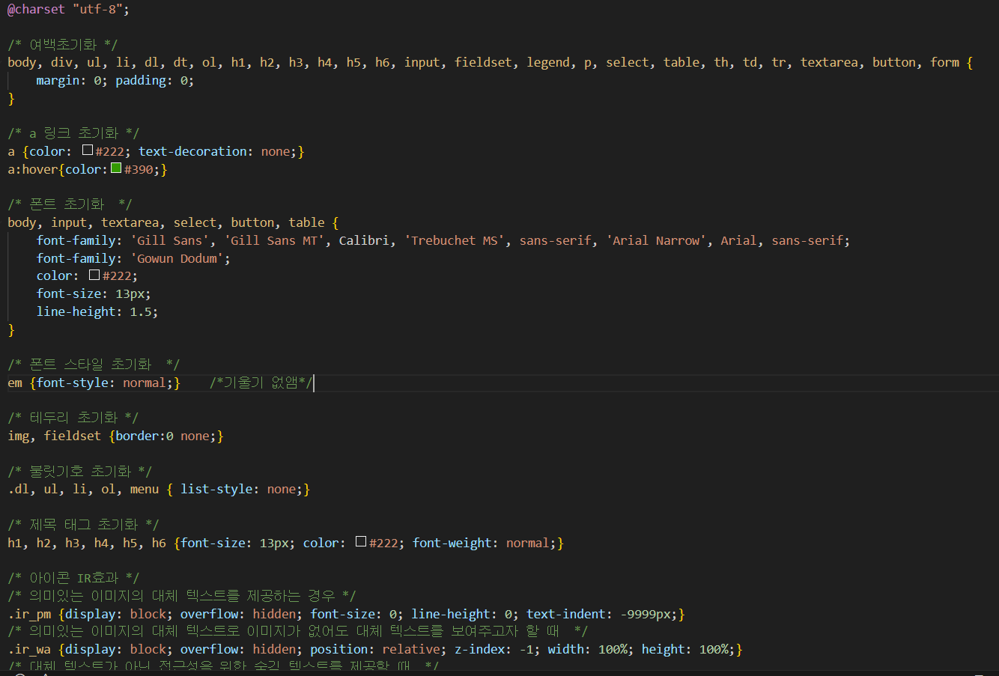 @charset "utf-8";
/* 여백초기화 */
body, div, ul, li, dl, dt, ol, h1, h2, h3, h4, h5, h6, input, fieldset, legend, p, select, table, th, td, tr, textarea, button, form {
margin: 0; padding: 0;
}
/* a 링크 초기화 */
a {color: #222; text-decoration: none;}
a:hover{color:#390;}
/* 폰트 초기화  */
body, input, textarea, select, button, table {
font-family: 'Gill Sans', 'Gill Sans MT', Calibri, 'Trebuchet MS', sans-serif, 'Arial Narrow', Arial, sans-serif;
font-family: 'Gowun Dodum';
color: #222;
font-size: 13px;
line-height: 1.5;
}
/* 폰트 스타일 초기화  */
em {font-style: normal;}    /*기울기 없앰*/
/* 테두리 초기화 */
img, fieldset {border:0 none;}
/* 불릿기호 초기화 */
.dl, ul, li, ol, menu { list-style: none;}
/* 제목 태그 초기화 */
h1, h2, h3, h4, h5, h6 {font-size: 13px; color: #222; font-weight: normal;}
/* 아이콘 IR효과 */
/* 의미있는 이미지의 대체 텍스트를 제공하는 경우 */
.ir_pm {display: block; overflow: hidden; font-size: 0; line-height: 0; text-indent: -9999px;}
/* 의미있는 이미지의 대체 텍스트로 이미지가 없어도 대체 텍스트를 보여주고자 할 때  */
.ir_wa {display: block; overflow: hidden; position: relative; z-index: -1; width: 100%; height: 100%;}
/* 대체 텍스트가 아닌 접근성을 위한 숨김 텍스트를 제공할 때  */